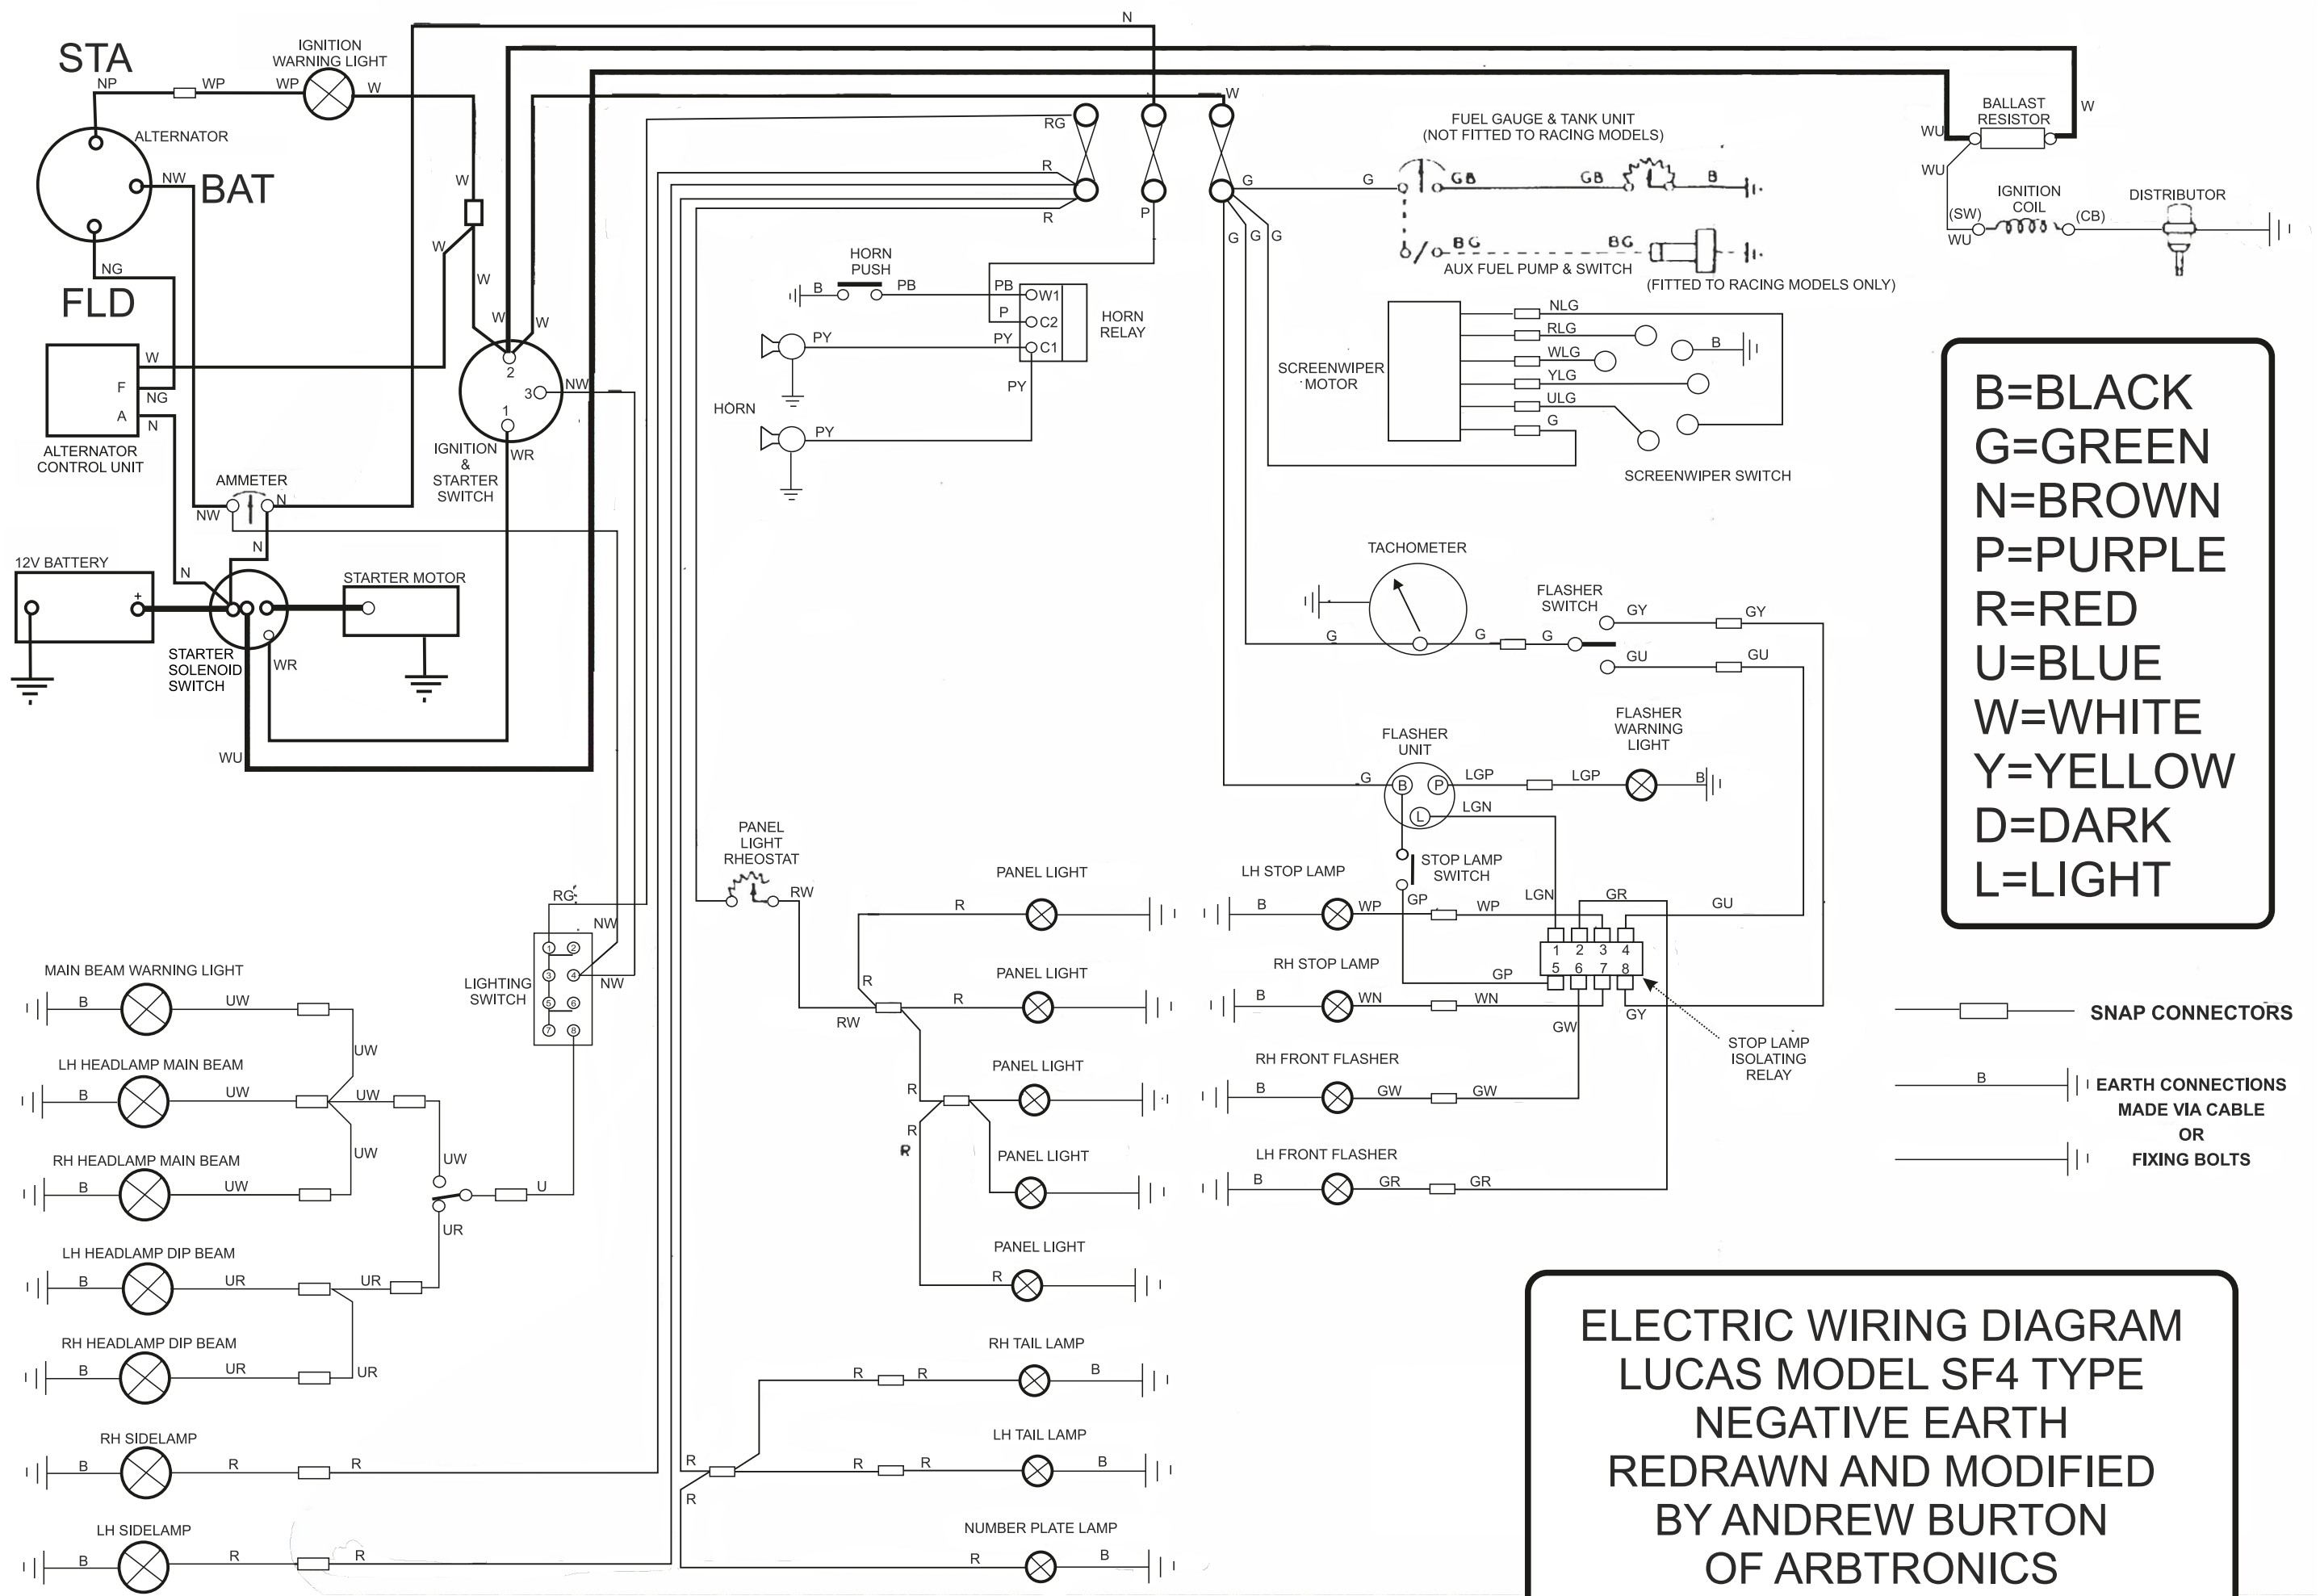 N
STA
IGNITION
WARNING LIGHT
NP
WP
WP
W
ALTERNATOR
NW
BAT
NG
FLD
W
W
W
W
W
W
F
NG
A
N
ALTERNATOR
CONTROL UNIT
2
3
NW
1
IGNITION
&
STARTER
SWITCH
WR
AMMETER
NW
N
N
12V BATTERY
+
N
STARTER MOTOR
STARTER
SOLENOID
SWITCH
WR
WU
RG
R
R
P
W
G
G
G
G
HORN
PUSH
B
PB
PB
W1
P
C2
PY
PY
C1
HORN
RELAY
PY
HORN
PY
FUEL GAUGE & TANK UNIT
(NOT FITTED TO RACING MODELS)
G
GB
GB
B
BG
BG
AUX FUEL PUMP & SWITCH
(FITTED TO RACING MODELS ONLY)
BALLAST
RESISTOR
W
WU
WU
IGNITION
COIL
DISTRIBUTOR
(SW)
(CB)
WU
SCREENWIPER
MOTOR
NLG
RLG
WLG
YLG
ULG
G
B
SCREENWIPER SWITCH
B=BLACK
G=GREEN
N=BROWN
P=PURPLE
R=RED
U=BLUE
W=WHITE
Y=YELLOW
D=DARK
L=LIGHT
TACHOMETER
G
G
G
FLASHER
SWITCH
GY
GY
GU
GU
FLASHER
UNIT
G
B
P
L
LGP
LGP
LGN
FLASHER
WARNING
LIGHT
B
STOP LAMP
SWITCH
GP
LGN
GR
GU
1 2 3 4
5 6 7 8
GP
GW
GY
STOP LAMP
ISOLATING
RELAY
PANEL
LIGHT
RHEOSTAT
RW
RW
PANEL LIGHT
R
PANEL LIGHT
R
R
PANEL LIGHT
R
R
R
PANEL LIGHT
PANEL LIGHT
R
LH STOP LAMP
B
WP
WP
RH STOP LAMP
B
WN
WN
RH FRONT FLASHER
B
GW
GW
LH FRONT FLASHER
B
GR
GR
RG
NW
NW
LIGHTING
SWITCH
1 2
3 4
5 6
7 8
MAIN BEAM WARNING LIGHT
B
UW
UW
LH HEADLAMP MAIN BEAM
B
UW
UW
UW
RH HEADLAMP MAIN BEAM
B
UW
UW
U
UR
LH HEADLAMP DIP BEAM
B
UR
UR
RH HEADLAMP DIP BEAM
B
UR
UR
RH SIDELAMP
B
R
R
LH SIDELAMP
B
R
R
RH TAIL LAMP
R
R
B
LH TAIL LAMP
R
R
R
B
R
NUMBER PLATE LAMP
R
B
SNAP CONNECTORS
B
EARTH CONNECTIONS
MADE VIA CABLE
OR
FIXING BOLTS
ELECTRIC WIRING DIAGRAM
LUCAS MODEL SF4 TYPE
NEGATIVE EARTH
REDRAWN AND MODIFIED
BY ANDREW BURTON
OF ARBTRONICS